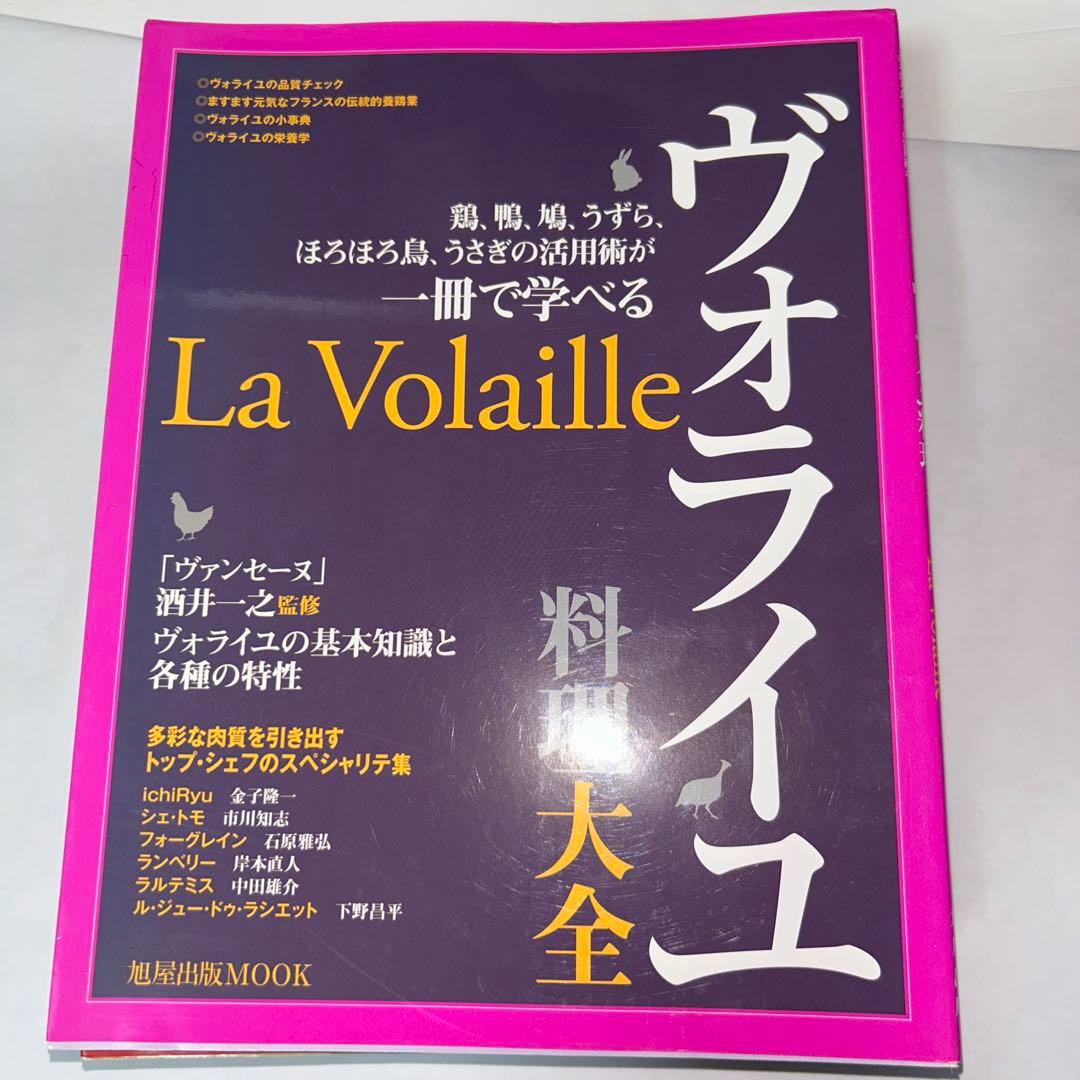 ◎ヴォライユの品質チェック
◎ますます元気なフランスの伝統的養鶏業
◎ヴォライユの小事典
◎ヴォライユの栄養学
ヴォライユ
料理大全
鶏、鴨、鳩、うずら、
ほろほろ鳥、うさぎの活用術が
一冊で学べる
La Volaille
「ヴァンセーヌ」
酒井一之監修
ヴォライユの基本知識と
各種の特性
多彩な肉質を引き出す
トップ・シェフのスペシャリテ集
ichiRyu 金子隆一
シェ・トモ 市川知志
フォーグレイン 石原雅弘
ランベリー 岸本直人
ラルテミス 中田雄介
ル・ジュー・ドゥ・ラシエット 下野昌平
旭屋出版MOOK